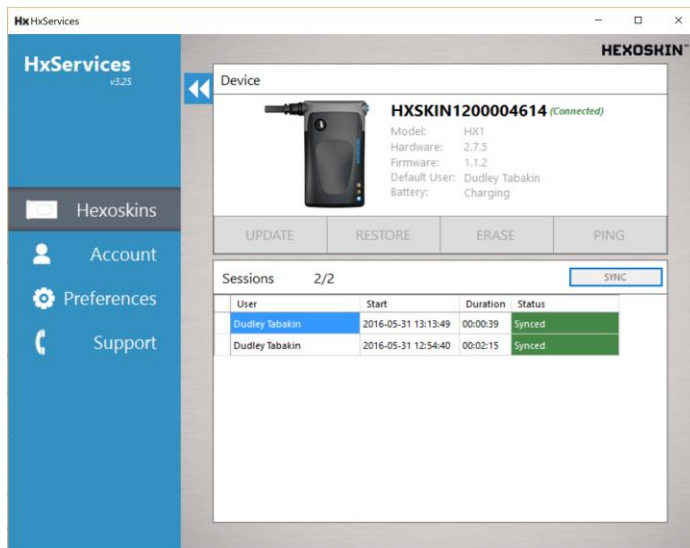 Hx HxServices
HEXOSKIN™
HxServices
v3.25
Hexoskins
Account
Preferences
Support
Device
HXSKIN1200004614 (Connected)
Model: HX1
Hardware: 2.7.5
Firmware: 1.1.2
Default User: Dudley Tabakin
Battery: Charging
UPDATE RESTORE ERASE PING
Sessions 2/2 SYNC
User Start Duration Status
Dudley Tabakin 2016-05-31 13:13:49 00:00:39 Synced
Dudley Tabakin 2016-05-31 12:54:40 00:02:15 Synced